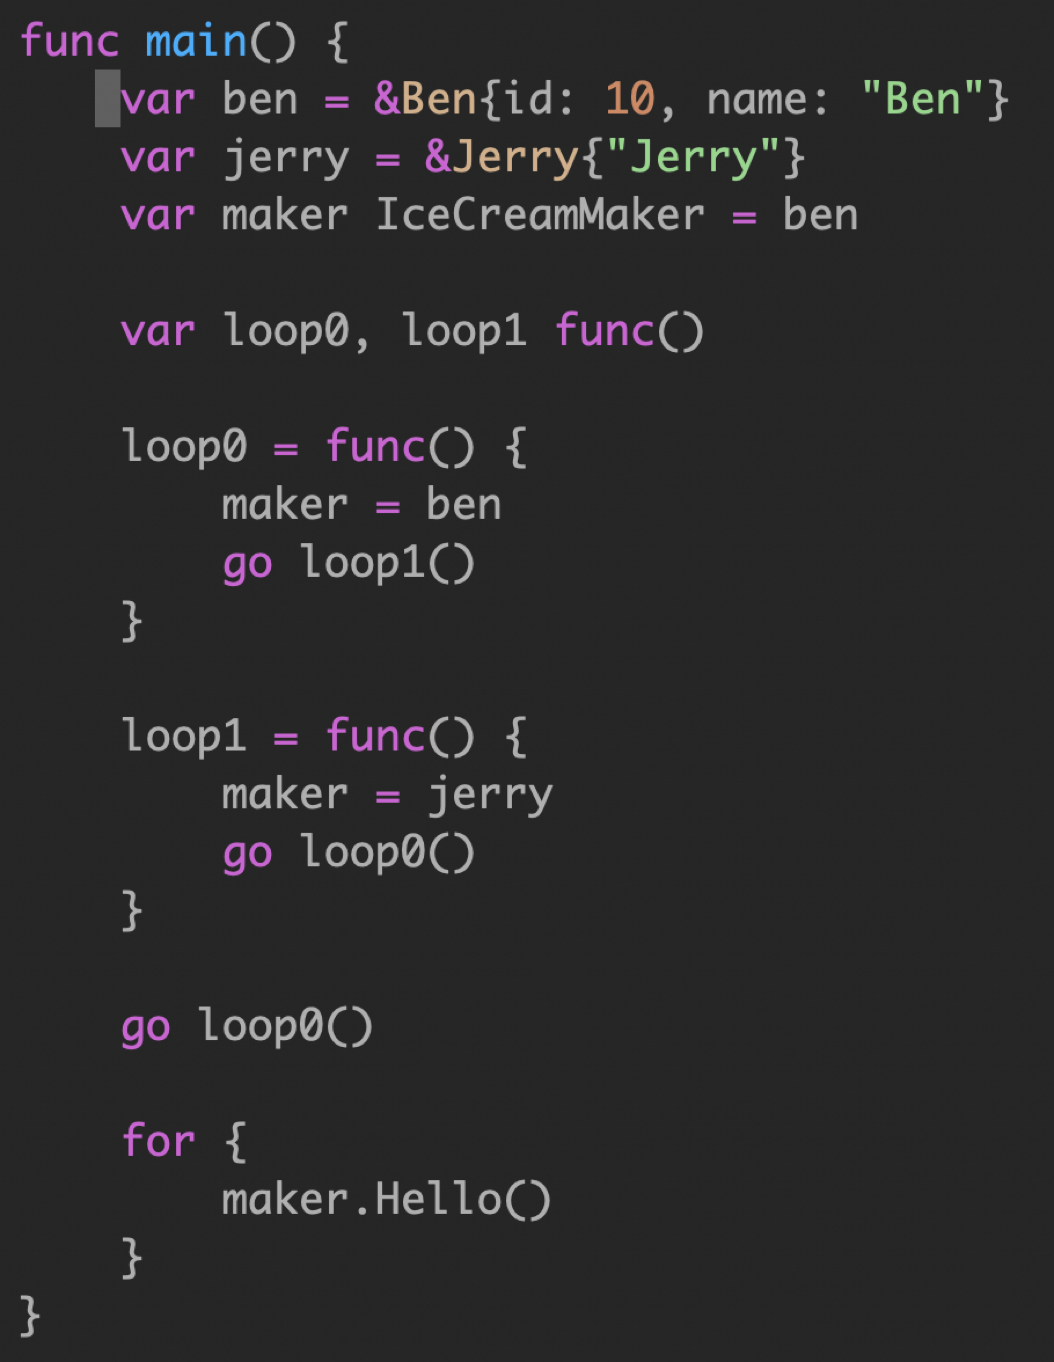 func main() {
    var ben = &Ben{id: 10, name: "Ben"}
    var jerry = &Jerry{"Jerry"}
    var maker IceCreamMaker = ben

    var loop0, loop1 func()

    loop0 = func() {
        maker = ben
        go loop1()
    }

    loop1 = func() {
        maker = jerry
        go loop0()
    }

    go loop0()

    for {
        maker.Hello()
    }
}